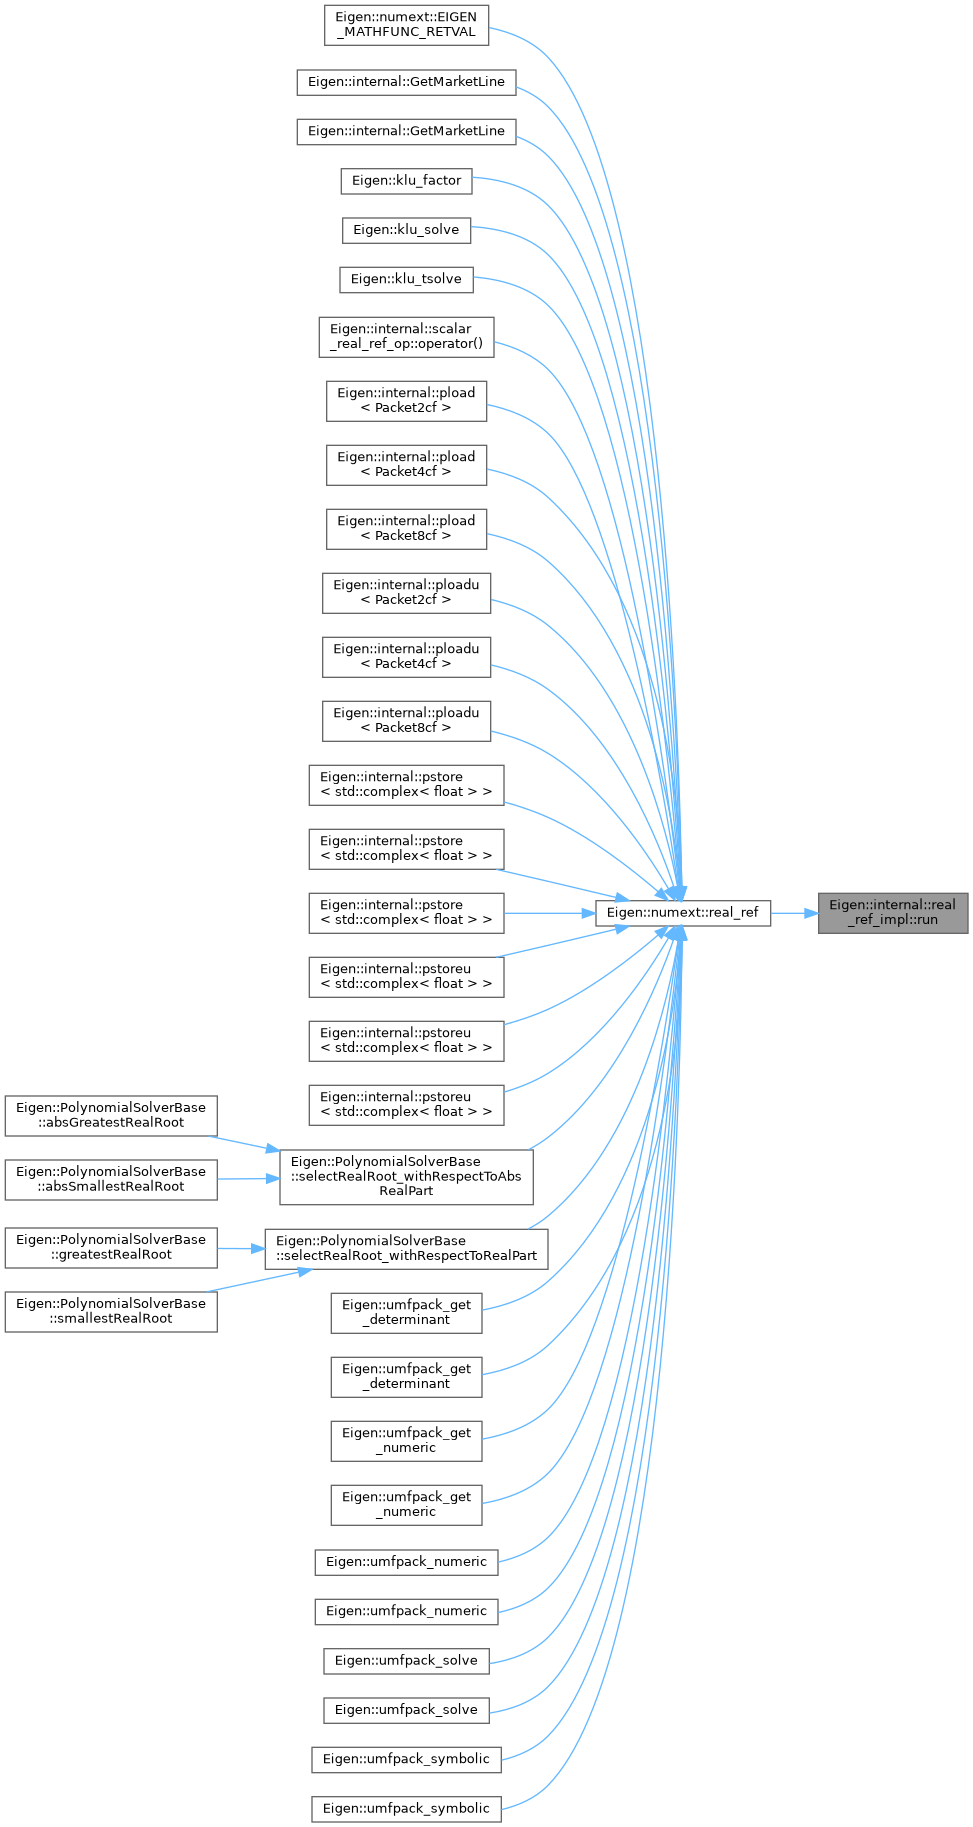 Eigen::numext::EIGEN
_MATHFUNC_RETVAL
Eigen::internal::GetMarketLine
Eigen::internal::GetMarketLine
Eigen::klu_factor
Eigen::klu_solve
Eigen::klu_tsolve
Eigen::internal::scalar
_real_ref_op::operator()
Eigen::internal::pload
< Packet2cf >
Eigen::internal::pload
< Packet4cf >
Eigen::internal::pload
< Packet8cf >
Eigen::internal::ploadu
< Packet2cf >
Eigen::internal::ploadu
< Packet4cf >
Eigen::internal::ploadu
< Packet8cf >
Eigen::internal::pstore
< std::complex< float > >
Eigen::internal::pstore
< std::complex< float > >
Eigen::internal::pstore
< std::complex< float > >
Eigen::numext::real_ref
Eigen::internal::real
_ref_impl::run
Eigen::internal::pstoreu
< std::complex< float > >
Eigen::internal::pstoreu
< std::complex< float > >
Eigen::internal::pstoreu
< std::complex< float > >
Eigen::PolynomialSolverBase
::absGreatestRealRoot
Eigen::PolynomialSolverBase
::selectRealRoot_withRespectToAbs
RealPart
Eigen::PolynomialSolverBase
::absSmallestRealRoot
Eigen::PolynomialSolverBase
::greatestRealRoot
Eigen::PolynomialSolverBase
::selectRealRoot_withRespectToRealPart
Eigen::PolynomialSolverBase
::smallestRealRoot
Eigen::umfpack_get
_determinant
Eigen::umfpack_get
_determinant
Eigen::umfpack_get
_numeric
Eigen::umfpack_get
_numeric
Eigen::umfpack_numeric
Eigen::umfpack_numeric
Eigen::umfpack_solve
Eigen::umfpack_solve
Eigen::umfpack_symbolic
Eigen::umfpack_symbolic